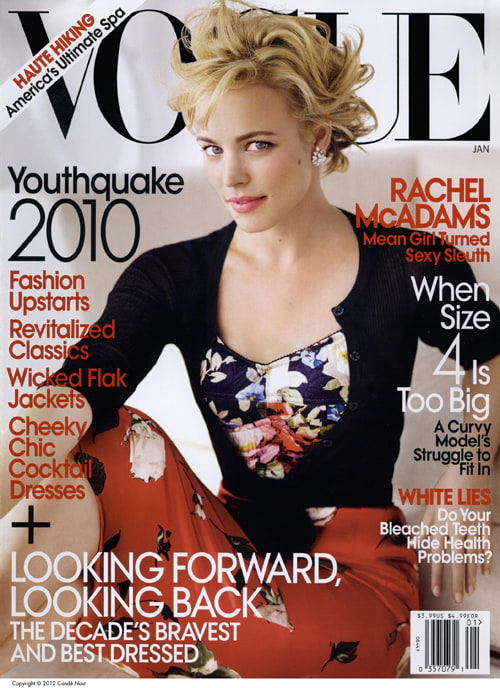 HAUTE HIKING
America's Ultimate Spa
VOGUE
JAN
Youthquake
2010
Fashion
Upstarts
Revitalized
Classics
Wicked Flak
Jackets
Cheeky
Chic
Cocktail
Dresses
+
LOOKING FORWARD,
LOOKING BACK
THE DECADE'S BRAVEST
AND BEST DRESSED
RACHEL
McADAMS
Mean Girl Turned
Sexy Sleuth
When
Size
4 Is
Too Big
A Curvy
Model's
Struggle to
Fit In
WHITE LIES
Do Your
Bleached Teeth
Hide Health
Problems?
$3.99US $4.99FOR
01>
0 357079 1
Copyright © 2012 Condé Nast